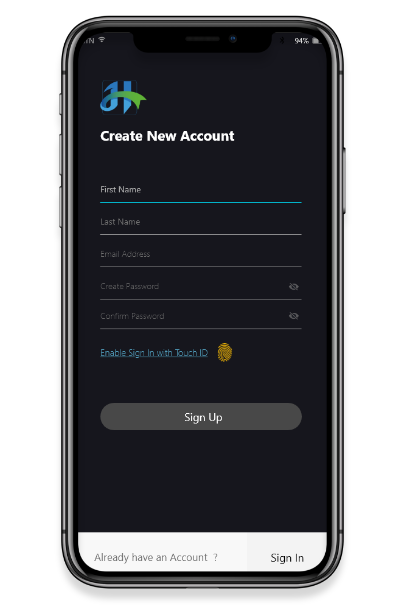 94%
Create New Account
First Name
Last Name
Email Address
Create Password
Confirm Password
Enable Sign In with Touch ID
Sign Up
Already have an Account ?
Sign In